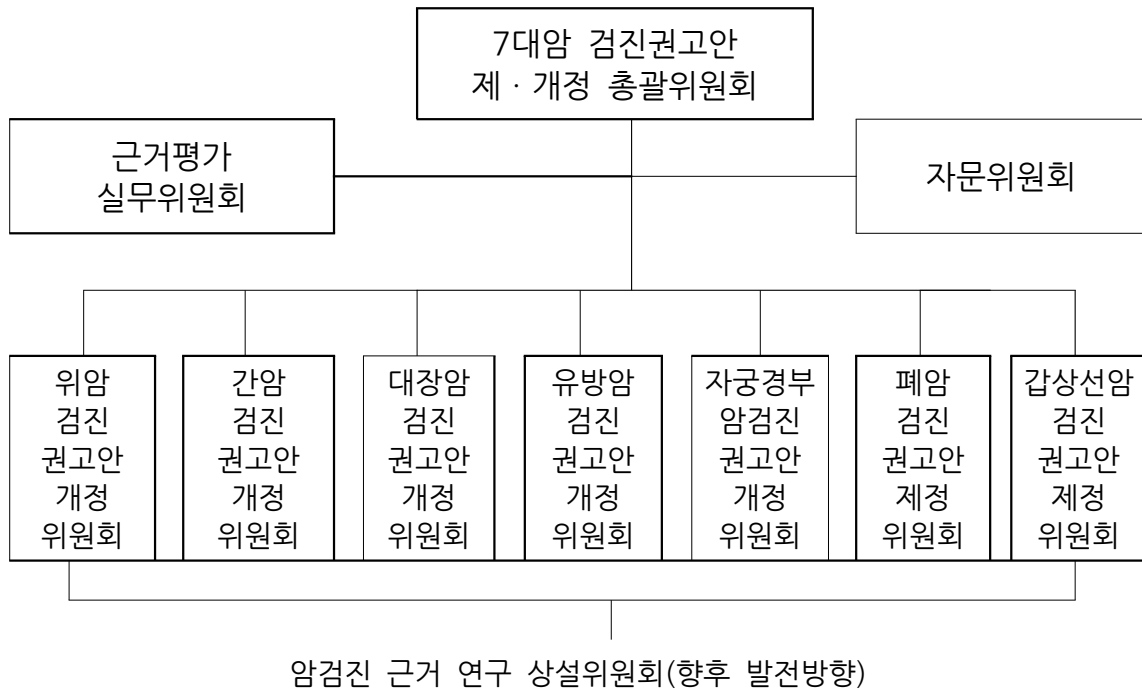 7대암 검진권고안
제 · 개정 총괄위원회
근거평가
실무위원회
자문위원회
위암
검진
권고안
개정
위원회
간암
검진
권고안
개정
위원회
대장암
검진
권고안
개정
위원회
유방암
검진
권고안
개정
위원회
자궁경부
암검진
권고안
개정
위원회
폐암
검진
권고안
제정
위원회
갑상선암
검진
권고안
제정
위원회
암검진 근거 연구 상설위원회(향후 발전방향)